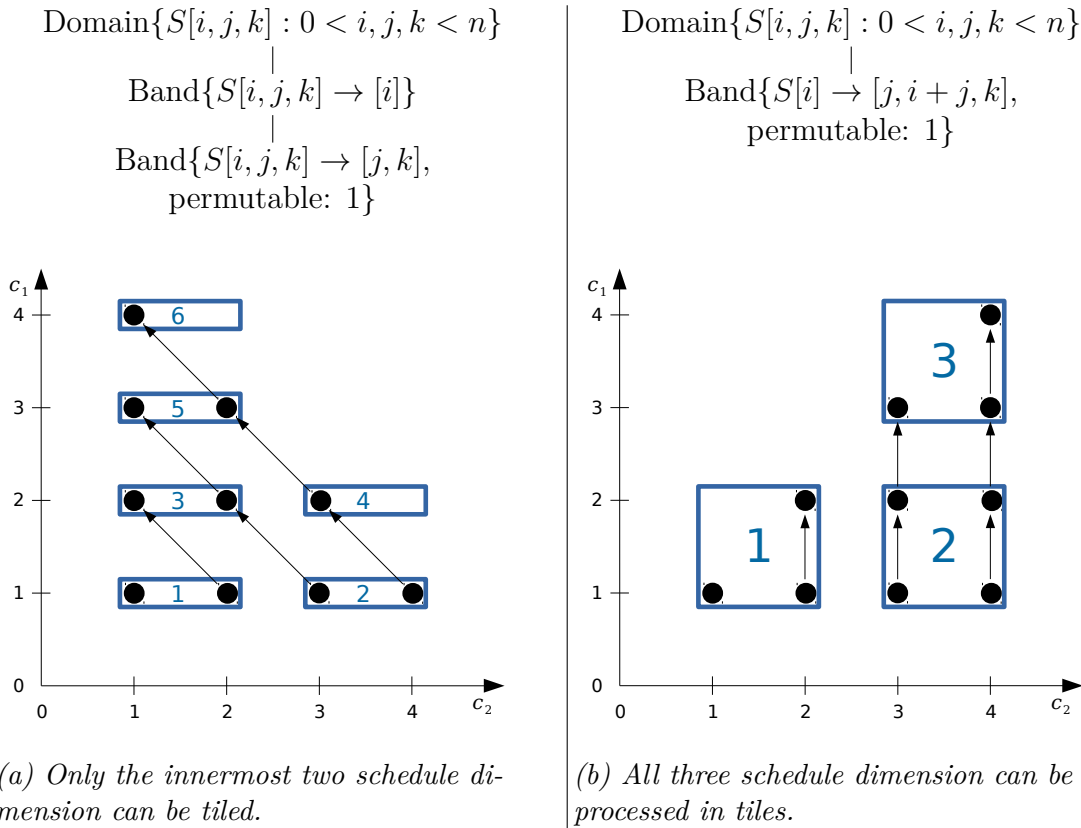 Domain{S[i, j, k] : 0 < i, j, k < n}
Band{S[i, j, k] → [i]}
Band{S[i, j, k] → [j, k],
permutable: 1}
c₁
4
3
2
1
0
6
5
3
4
1
2
0
1
2
3
4
c₂
(a) Only the innermost two schedule di-
mension can be tiled.
Domain{S[i, j, k] : 0 < i, j, k < n}
Band{S[i] → [j, i + j, k],
permutable: 1}
c₁
4
3
2
1
0
3
1
2
0
1
2
3
4
c₂
(b) All three schedule dimension can be
processed in tiles.